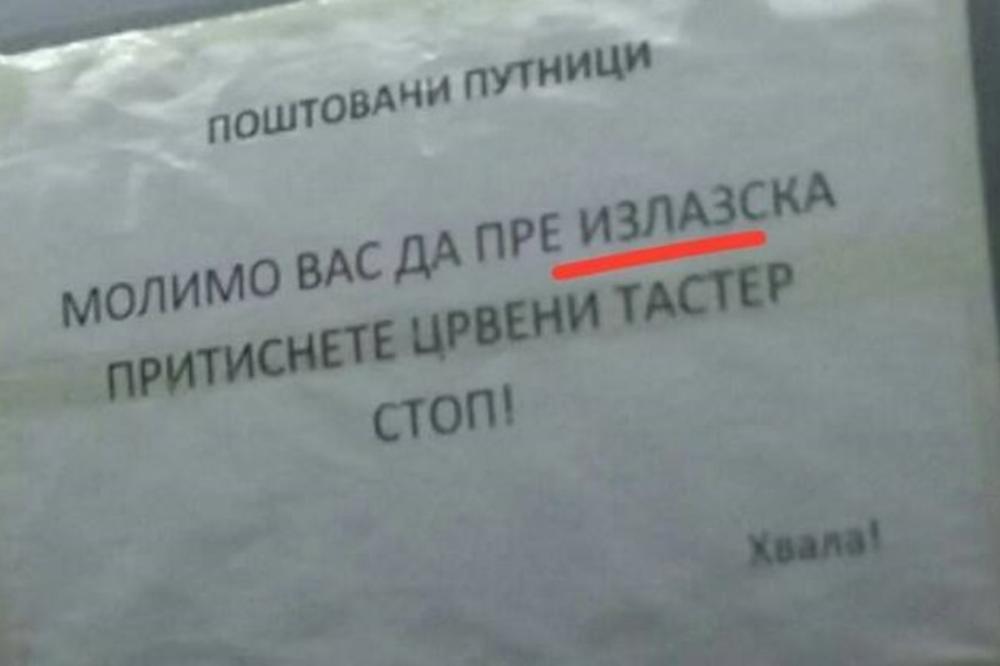 ПОШТОВАНИ ПУТНИЦИ
МОЛИМО ВАС ДА ПРЕ ИЗЛАЗСКА
ПРИТИСНЕТЕ ЦРВЕНИ ТАСТЕР
СТОП!
Хвала!